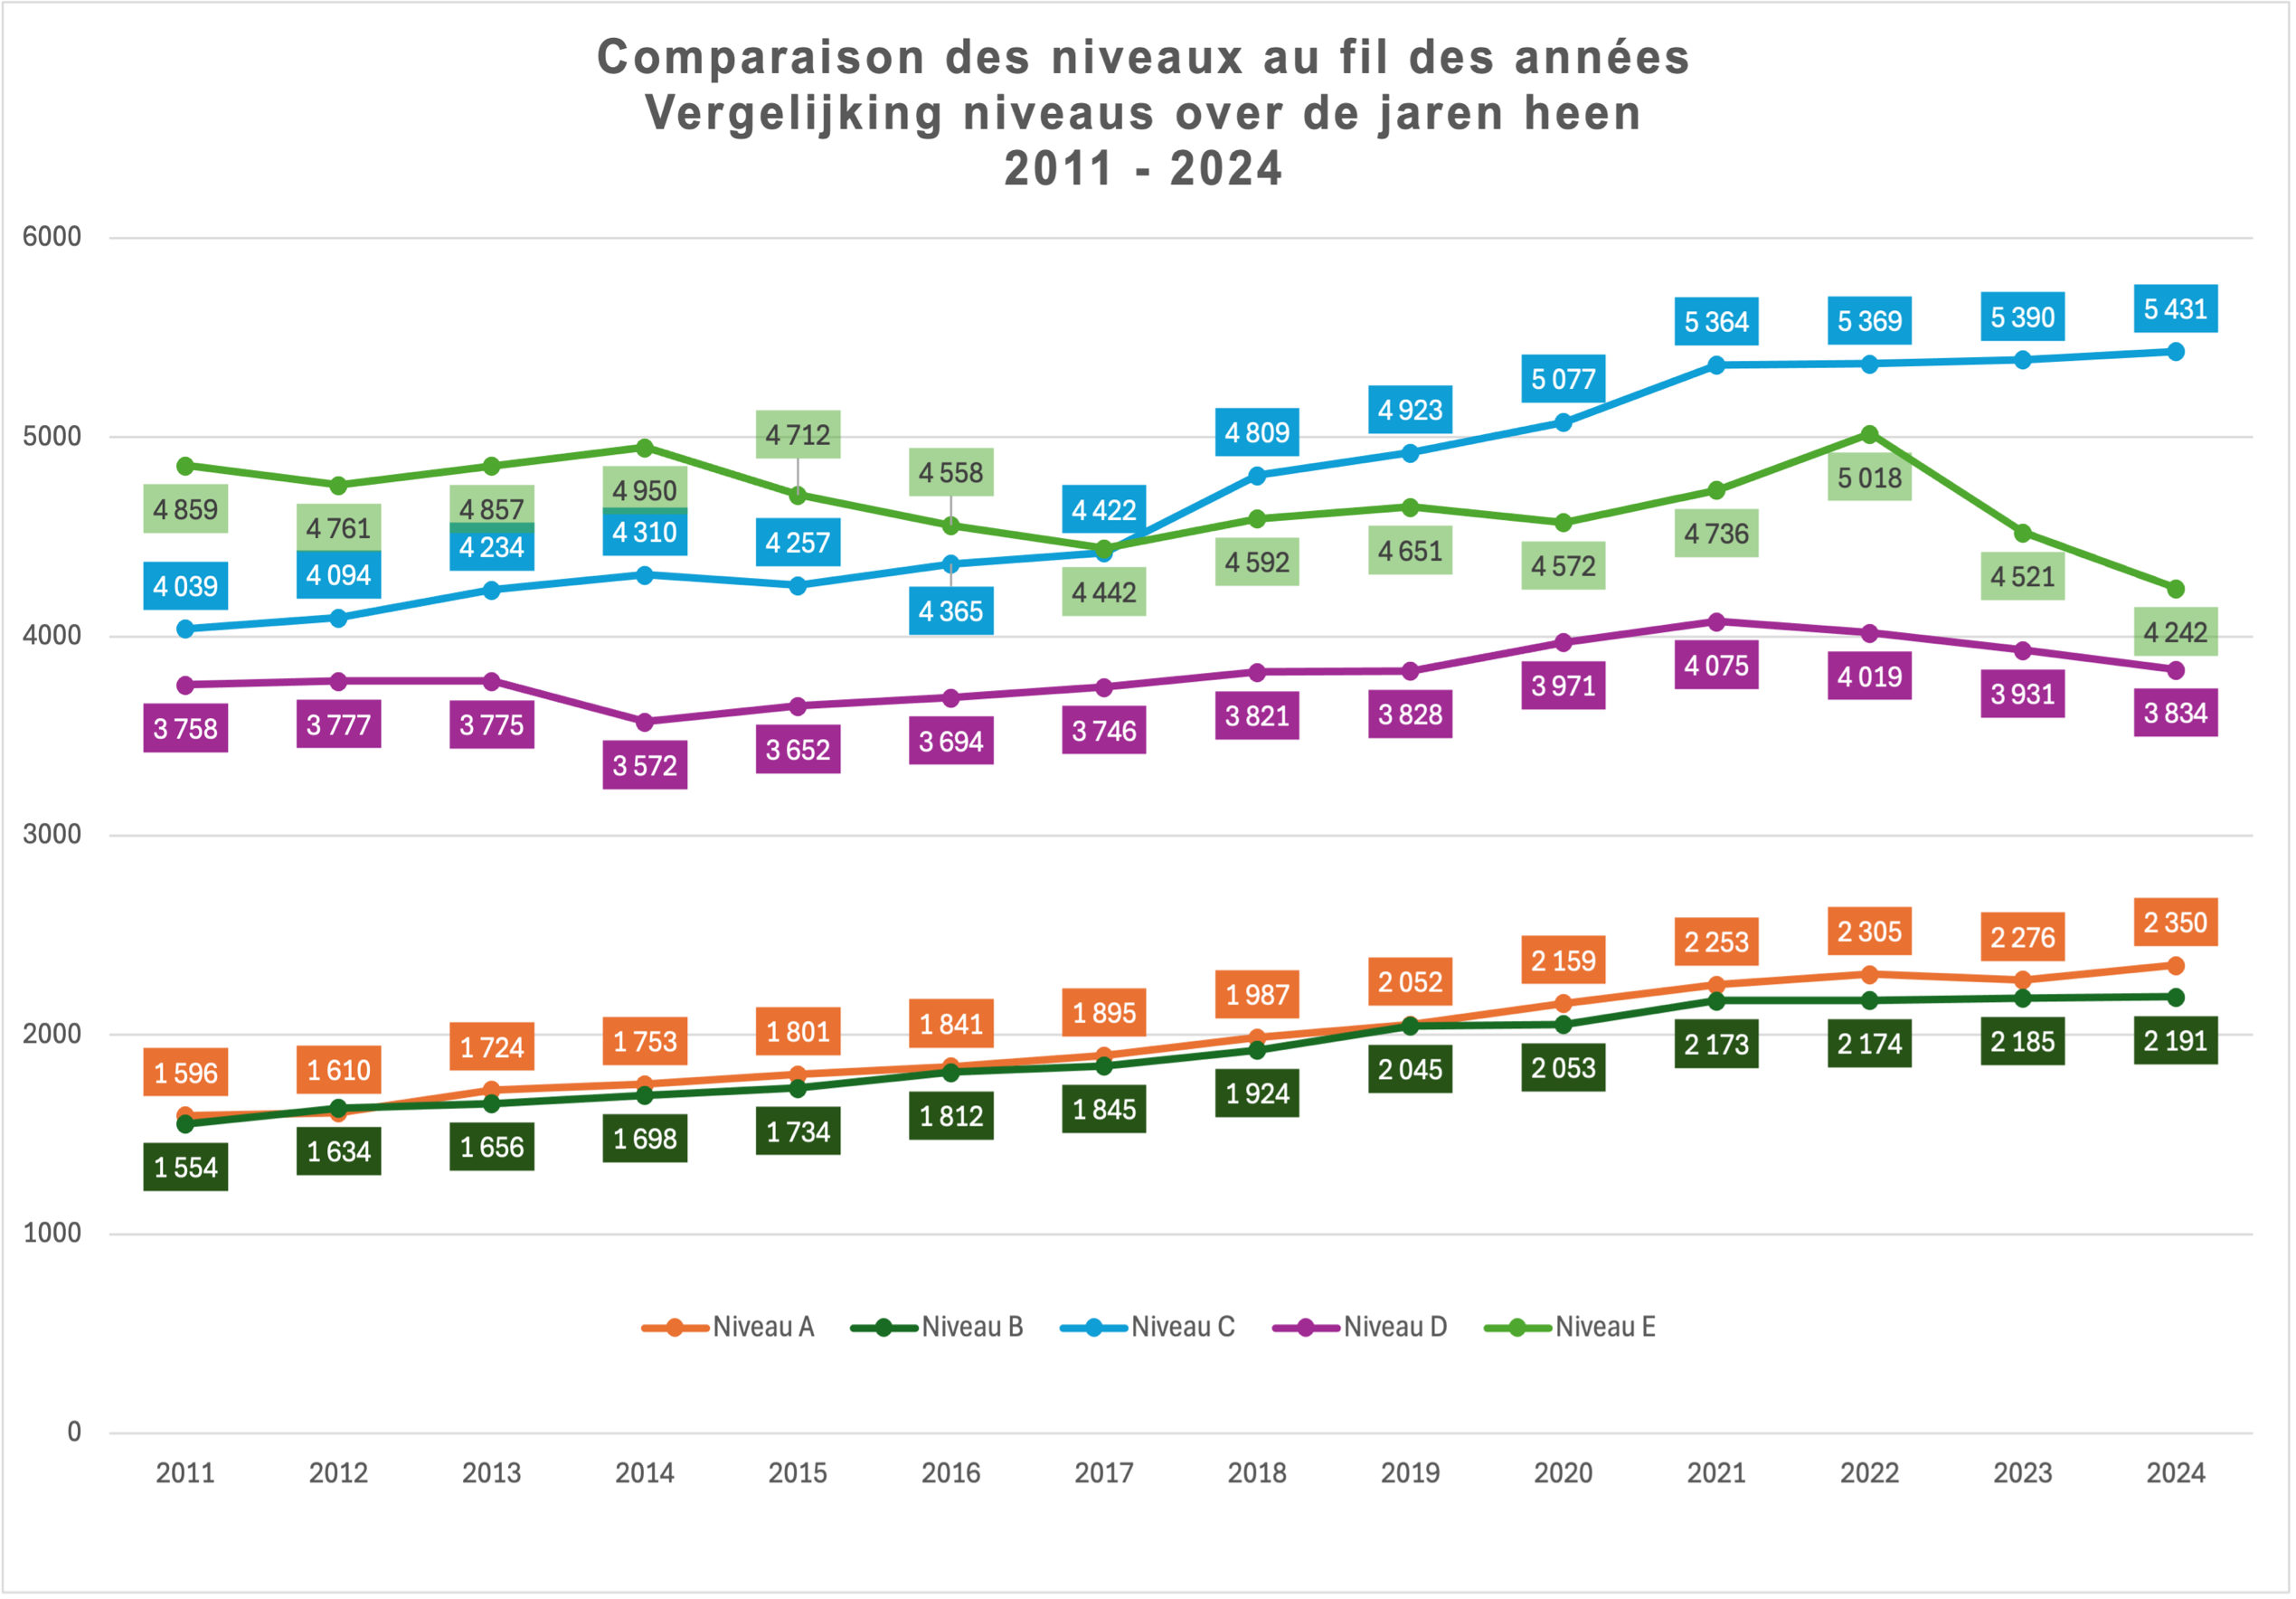 Comparaison des niveaux au fil des années
Vergelijking niveaus over de jaren heen
2011 - 2024
6000
5000
4000
3000
2000
1000
0
4 859 4 761 4 857 4 950 4 712 4 558 4 442 4 592 4 651 4 572 4 736 5 018 4 521 4 242
4 039 4 094 4 234 4 310 4 257 4 365 4 422 4 809 4 923 5 077 5 364 5 369 5 390 5 431
3 758 3 777 3 775 3 572 3 652 3 694 3 746 3 821 3 828 3 971 4 075 4 019 3 931 3 834
1 596 1 610 1 724 1 753 1 801 1 841 1 895 1 987 2 052 2 159 2 253 2 305 2 276 2 350
1 554 1 634 1 656 1 698 1 734 1 812 1 845 1 924 2 045 2 053 2 173 2 174 2 185 2 191
Niveau A Niveau B Niveau C Niveau D Niveau E
2011 2012 2013 2014 2015 2016 2017 2018 2019 2020 2021 2022 2023 2024